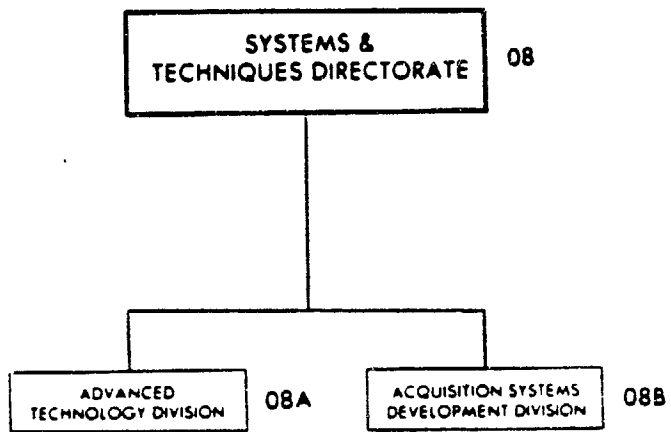 SYSTEMS &
TECHNIQUES DIRECTORATE
08
ADVANCED
TECHNOLOGY DIVISION
08A
ACQUISITION SYSTEMS
DEVELOPMENT DIVISION
08B